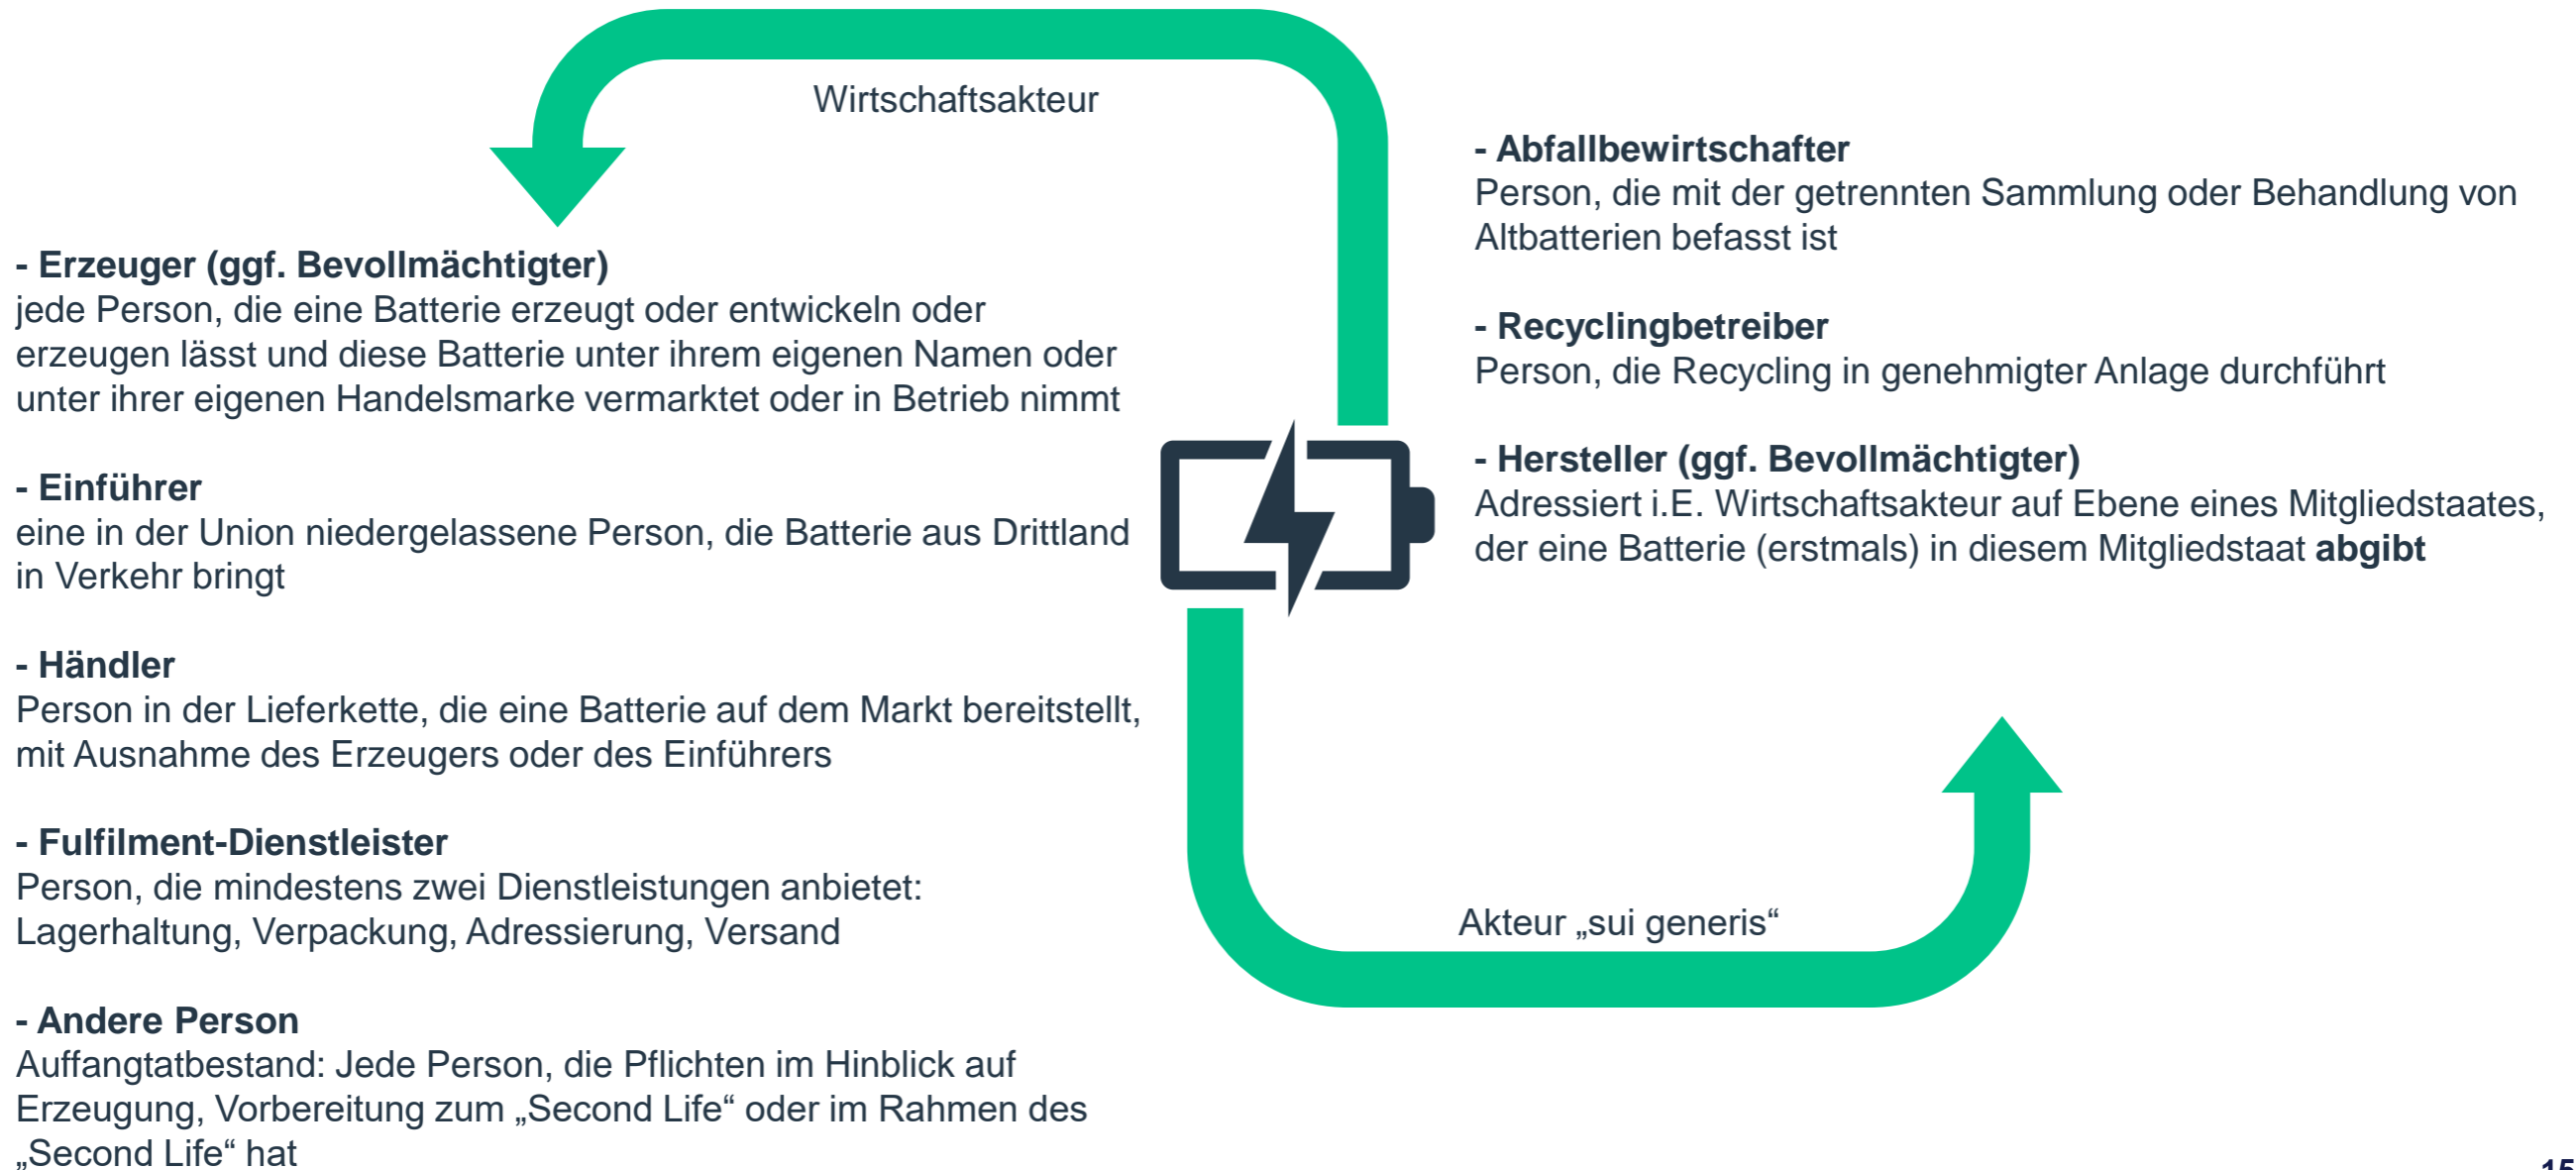 Wirtschaftsakteur
- Erzeuger (ggf. Bevollmächtigter)
jede Person, die eine Batterie erzeugt oder entwickeln oder
erzeugen lässt und diese Batterie unter ihrem eigenen Namen oder
unter ihrer eigenen Handelsmarke vermarktet oder in Betrieb nimmt
- Einführer
eine in der Union niedergelassene Person, die Batterie aus Drittland
in Verkehr bringt
- Händler
Person in der Lieferkette, die eine Batterie auf dem Markt bereitstellt,
mit Ausnahme des Erzeugers oder des Einführers
- Fulfilment-Dienstleister
Person, die mindestens zwei Dienstleistungen anbietet:
Lagerhaltung, Verpackung, Adressierung, Versand
- Andere Person
Auffangtatbestand: Jede Person, die Pflichten im Hinblick auf
Erzeugung, Vorbereitung zum „Second Life“ oder im Rahmen des
„Second Life“ hat
- Abfallbewirtschafter
Person, die mit der getrennten Sammlung oder Behandlung von
Altbatterien befasst ist
- Recyclingbetreiber
Person, die Recycling in genehmigter Anlage durchführt
- Hersteller (ggf. Bevollmächtigter)
Adressiert i.E. Wirtschaftsakteur auf Ebene eines Mitgliedstaates,
der eine Batterie (erstmals) in diesem Mitgliedstaat abgibt
Akteur „sui generis“
15